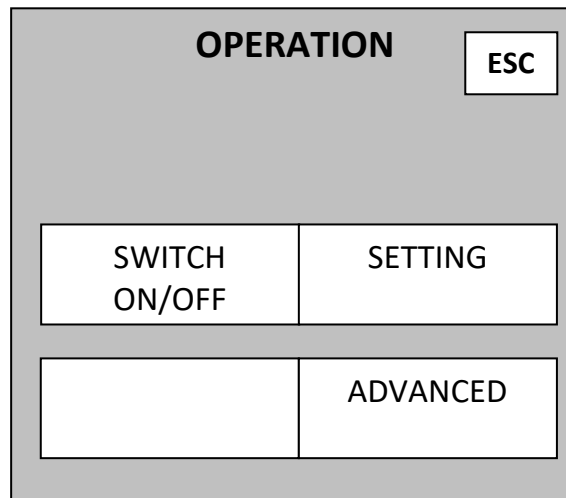 OPERATION
ESC
SWITCH
ON/OFF
SETTING
ADVANCED